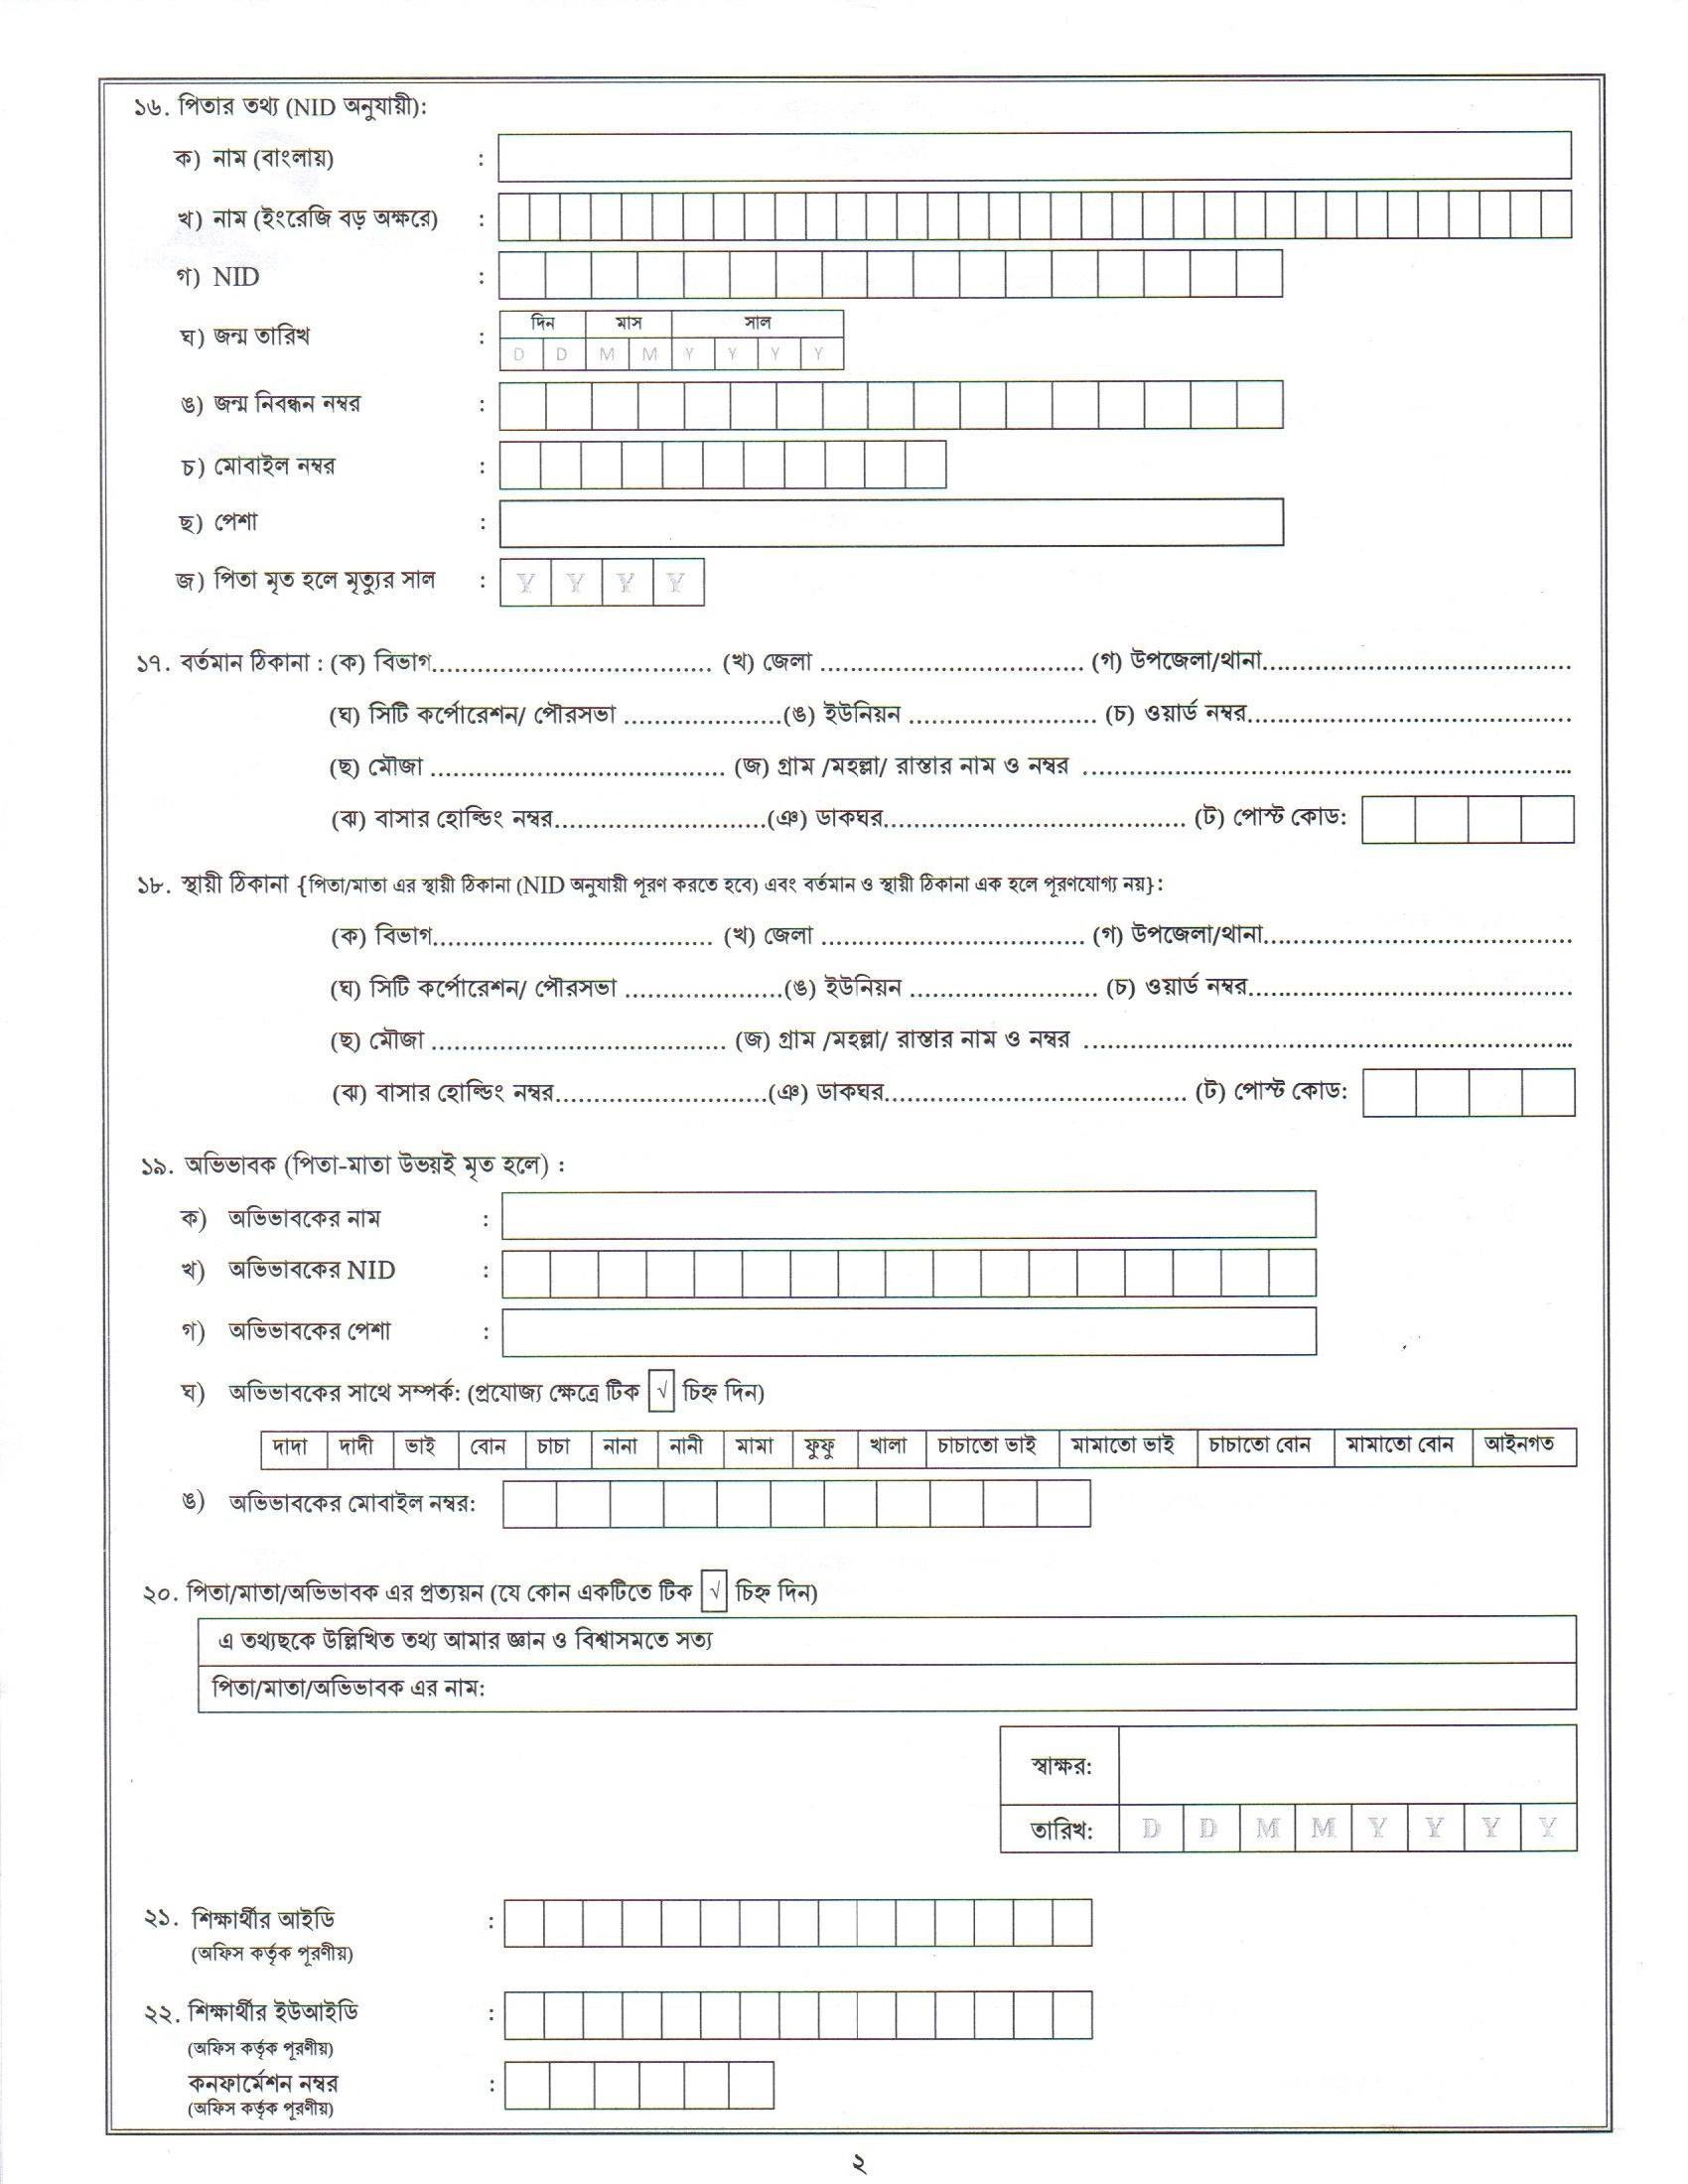 ১৬. পিতার তথ্য (NID অনুযায়ী):
ক) নাম (বাংলায়) :
খ) নাম (ইংরেজি বড় অক্ষরে) :
গ) NID :
ঘ) জন্ম তারিখ : দিন মাস সাল
D D M M Y Y Y Y
ঙ) জন্ম নিবন্ধন নম্বর :
চ) মোবাইল নম্বর :
ছ) পেশা :
জ) পিতা মৃত হলে মৃত্যুর সাল : Y Y Y Y
১৭. বর্তমান ঠিকানা : (ক) বিভাগ.................................... (খ) জেলা .................................. (গ) উপজেলা/থানা........................................
(ঘ) সিটি কর্পোরেশন/ পৌরসভা .....................(ঙ) ইউনিয়ন ........................ (চ) ওয়ার্ড নম্বর..........................................
(ছ) মৌজা ...................................... (জ) গ্রাম /মহল্লা/ রাস্তার নাম ও নম্বর ...............................................................
(ঝ) বাসার হোল্ডিং নম্বর...........................(ঞ) ডাকঘর....................................... (ট) পোস্ট কোড:
১৮. স্থায়ী ঠিকানা {পিতা/মাতা এর স্থায়ী ঠিকানা (NID অনুযায়ী পূরণ করতে হবে) এবং বর্তমান ও স্থায়ী ঠিকানা এক হলে পূরণযোগ্য নয়}:
(ক) বিভাগ.................................... (খ) জেলা .................................. (গ) উপজেলা/থানা........................................
(ঘ) সিটি কর্পোরেশন/ পৌরসভা .....................(ঙ) ইউনিয়ন ........................ (চ) ওয়ার্ড নম্বর..........................................
(ছ) মৌজা ...................................... (জ) গ্রাম /মহল্লা/ রাস্তার নাম ও নম্বর ...............................................................
(ঝ) বাসার হোল্ডিং নম্বর...........................(ঞ) ডাকঘর....................................... (ট) পোস্ট কোড:
১৯. অভিভাবক (পিতা-মাতা উভয়ই মৃত হলে) :
ক) অভিভাবকের নাম :
খ) অভিভাবকের NID :
গ) অভিভাবকের পেশা :
ঘ) অভিভাবকের সাথে সম্পর্ক: (প্রযোজ্য ক্ষেত্রে টিক √ চিহ্ন দিন)
দাদা দাদী ভাই বোন চাচা নানা নানী মামা ফুফু খালা চাচাতো ভাই মামাতো ভাই চাচাতো বোন মামাতো বোন আইনগত
ঙ) অভিভাবকের মোবাইল নম্বর:
২০. পিতা/মাতা/অভিভাবক এর প্রত্যয়ন (যে কোন একটিতে টিক √ চিহ্ন দিন)
এ তথ্যছকে উল্লিখিত তথ্য আমার জ্ঞান ও বিশ্বাসমতে সত্য
পিতা/মাতা/অভিভাবক এর নাম:
স্বাক্ষর:
তারিখ: D D M M Y Y Y Y
২১. শিক্ষার্থীর আইডি :
(অফিস কর্তৃক পূরণীয়)
২২. শিক্ষার্থীর ইউআইডি :
(অফিস কর্তৃক পূরণীয়)
কনফার্মেশন নম্বর :
(অফিস কর্তৃক পূরণীয়)
২